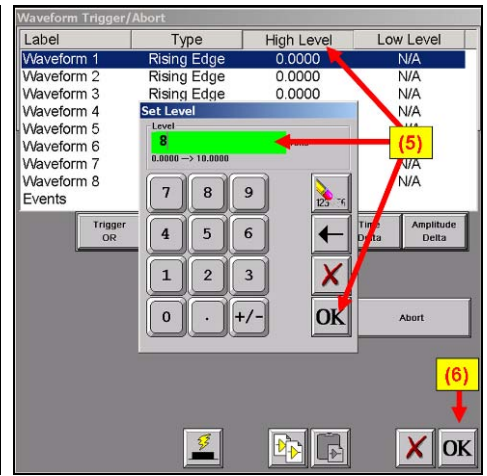 Waveform Trigger/Abort
Label Type High Level Low Level
Waveform 1 Rising Edge 0.0000 N/A
Waveform 2 Rising Edge 0.0000 N/A
Waveform 3 Rising Edge 0.0000 N/A
Waveform 4 N/A
Waveform 5
Waveform 6
Waveform 7 N/A
Waveform 8 N/A
Events
Set Level
Level
8
0.0000 --> 10.0000
(5)
7 8 9
4 5 6
1 2 3
0 . +/-
OK
Trigger OR
Time Delta
Amplitude Delta
Abort
(6)
OK